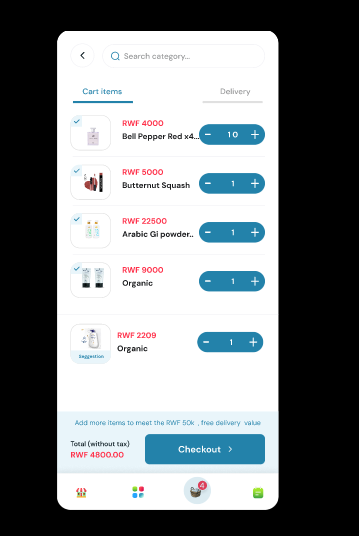 Search category...
Cart items
Delivery
RWF 4000
Bell Pepper Red x4...
- 10 +
RWF 5000
Butternut Squash
- 1 +
RWF 22500
Arabic Gi powder..
- 1 +
RWF 9000
Organic
- 1 +
RWF 2209
Organic
- 1 +
Suggestion
Add more items to meet the RWF 50k , free delivery value
Total (without tax)
RWF 4800.00
Checkout >
4